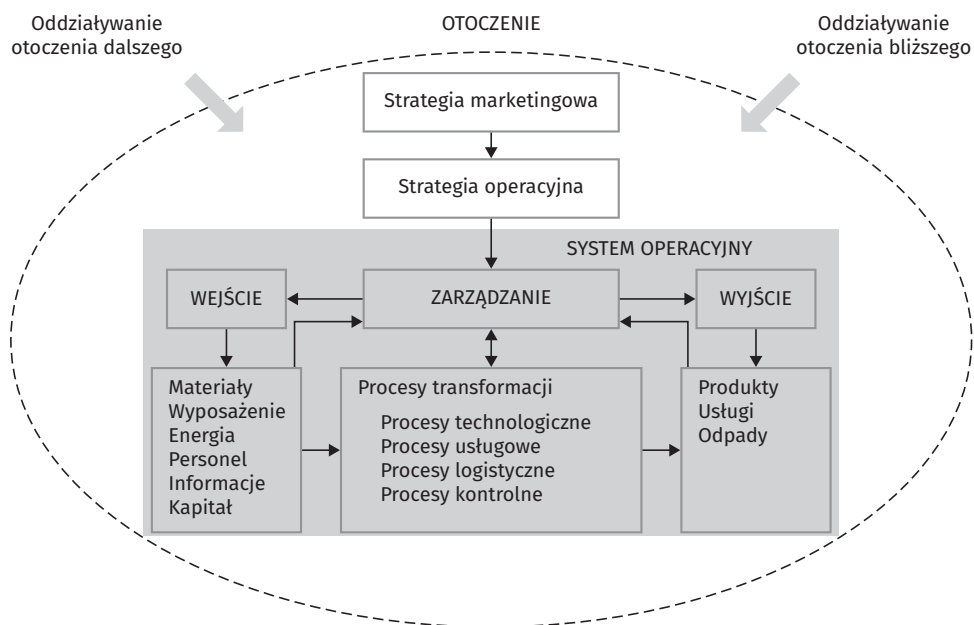 Oddziaływanie
otoczenia dalszego
OTOCZENIE
Oddziaływanie
otoczenia bliższego
Strategia marketingowa
Strategia operacyjna
SYSTEM OPERACYJNY
WEJŚCIE
ZARZĄDZANIE
WYJŚCIE
Materiały
Wyposażenie
Energia
Personel
Informacje
Kapitał
Procesy transformacji
Procesy technologiczne
Procesy usługowe
Procesy logistyczne
Procesy kontrolne
Produkty
Usługi
Odpady